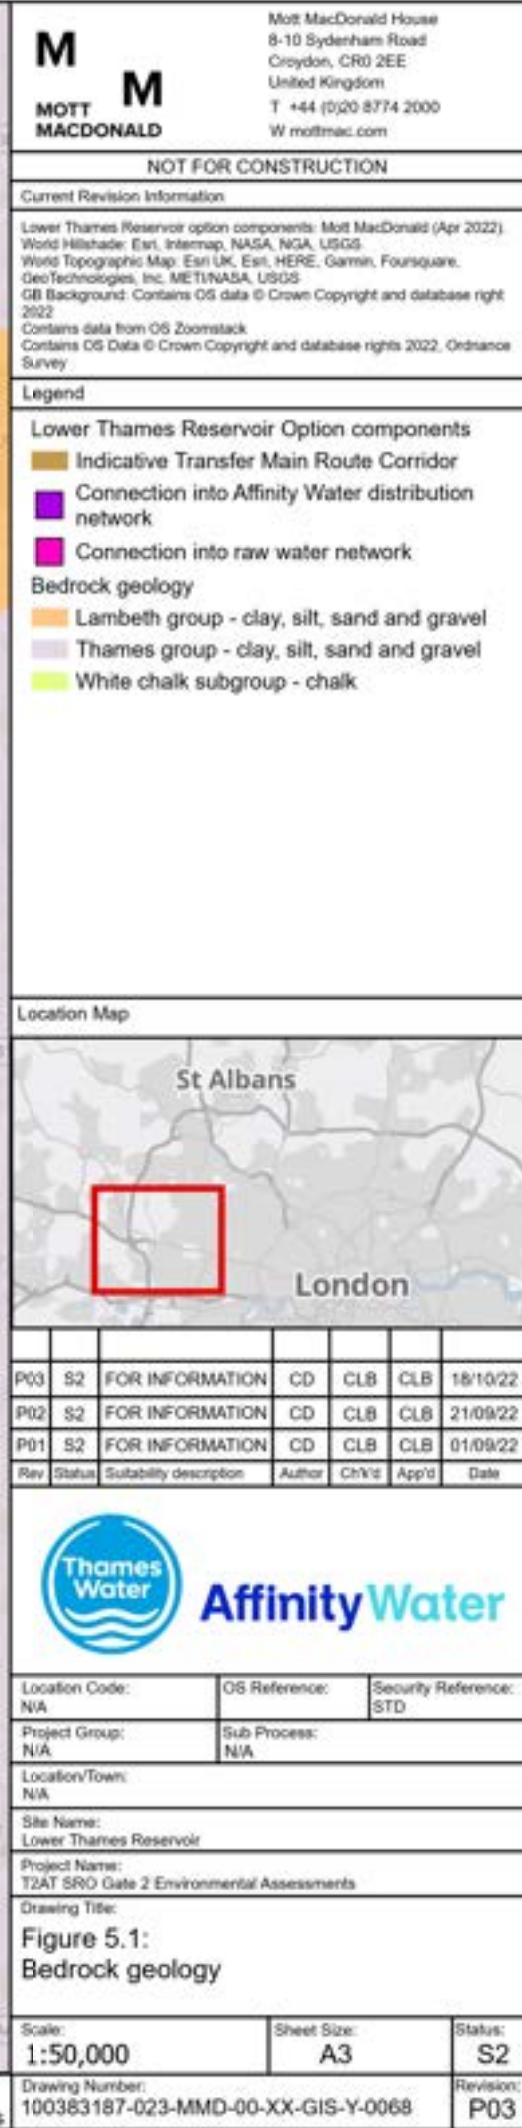 M
M
MOTT
MACDONALD
Mott MacDonald House
8-10 Sydenham Road
Croydon, CR0 2EE
United Kingdom
T +44 (0)20 8774 2000
W mottmac.com
NOT FOR CONSTRUCTION
Current Revision Information
Lower Thames Reservoir option components: Mott MacDonald (Apr 2022).
World Hillshade: Esri, Intermap, NASA, NGA, USGS
World Topographic Map: Esri UK, Esri, HERE, Garmin, Foursquare,
GeoTechnologies, Inc, METI/NASA, USGS
GB Background: Contains OS data © Crown Copyright and database right
2022
Contains data from OS Zoomstack
Contains OS Data © Crown Copyright and database rights 2022, Ordnance
Survey
Legend
Lower Thames Reservoir Option components
Indicative Transfer Main Route Corridor
Connection into Affinity Water distribution
network
Connection into raw water network
Bedrock geology
Lambeth group - clay, silt, sand and gravel
Thames group - clay, silt, sand and gravel
White chalk subgroup - chalk
Location Map
St Albans
London
P03 S2 FOR INFORMATION CD CLB CLB 18/10/22
P02 S2 FOR INFORMATION CD CLB CLB 21/09/22
P01 S2 FOR INFORMATION CD CLB CLB 01/09/22
Rev Status Suitability description Author Ch'k'd App'd Date
Thames
Water
AffinityWater
Location Code: OS Reference: Security Reference:
N/A STD
Project Group: Sub Process:
N/A N/A
Location/Town:
N/A
Site Name:
Lower Thames Reservoir
Project Name:
T2AT SRO Gate 2 Environmental Assessments
Drawing Title:
Figure 5.1:
Bedrock geology
Scale: Sheet Size: Status:
1:50,000 A3 S2
Drawing Number: Revision:
100383187-023-MMD-00-XX-GIS-Y-0068 P03